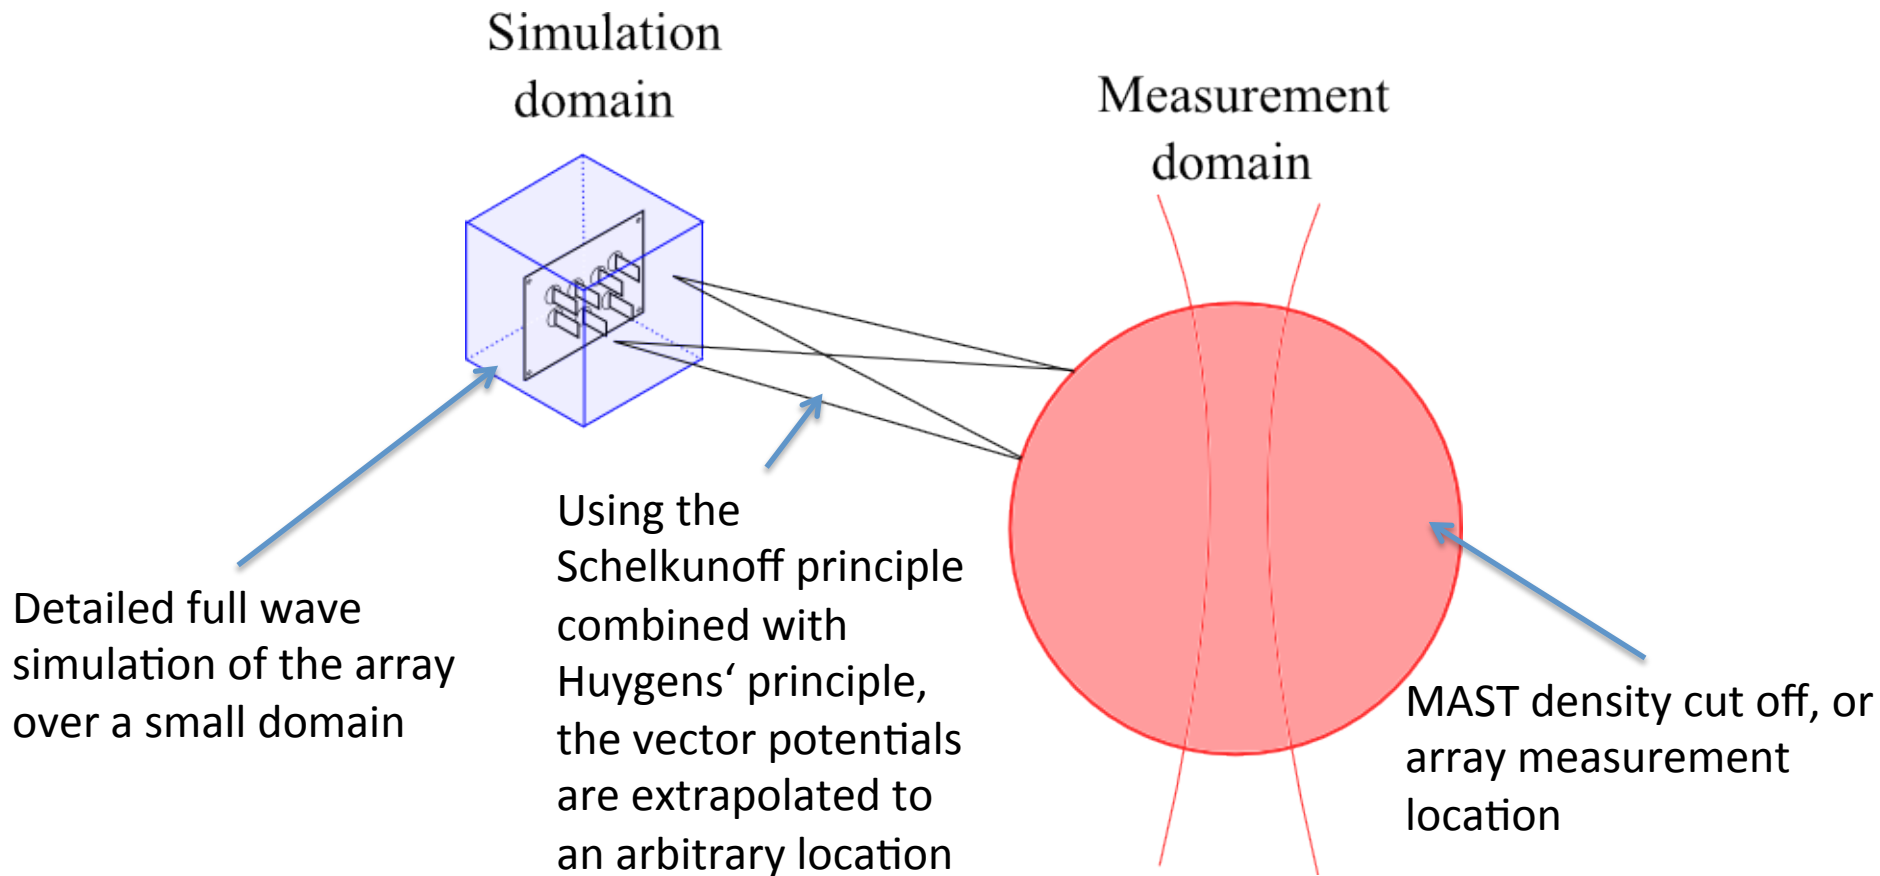 Simulation
domain
Measurement
domain
Detailed full wave
simulation of the array
over a small domain
Using the
Schelkunoff principle
combined with
Huygens‘ principle,
the vector potentials
are extrapolated to
an arbitrary location
MAST density cut off, or
array measurement
location